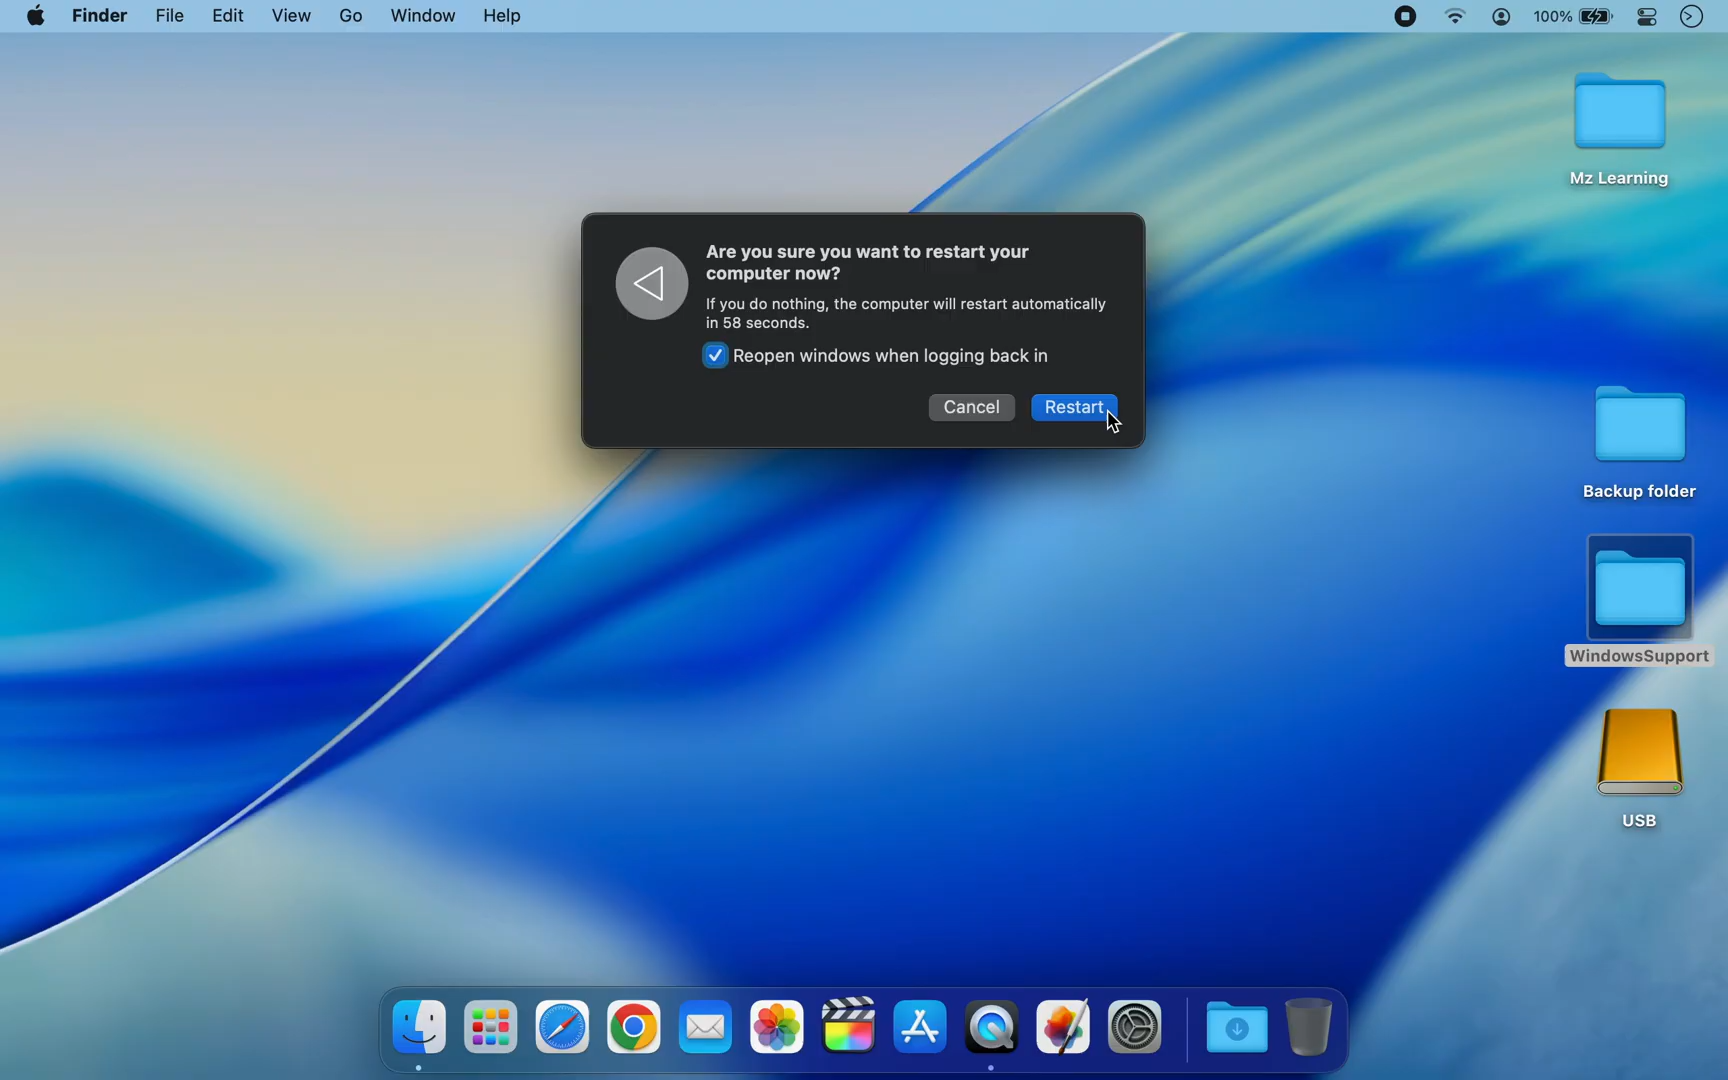 Finder File Edit View Go Window Help 100%
Mz Learning
Are you sure you want to restart your
computer now?
If you do nothing, the computer will restart automatically
in 58 seconds.
Reopen windows when logging back in
Cancel Restart
Backup folder
WindowsSupport
USB